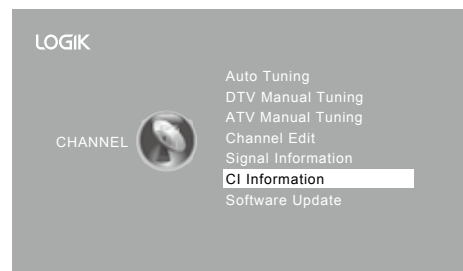 LOGIK
Auto Tuning
DTV Manual Tuning
ATV Manual Tuning
CHANNEL
Channel Edit
Signal Information
CI Information
Software Update